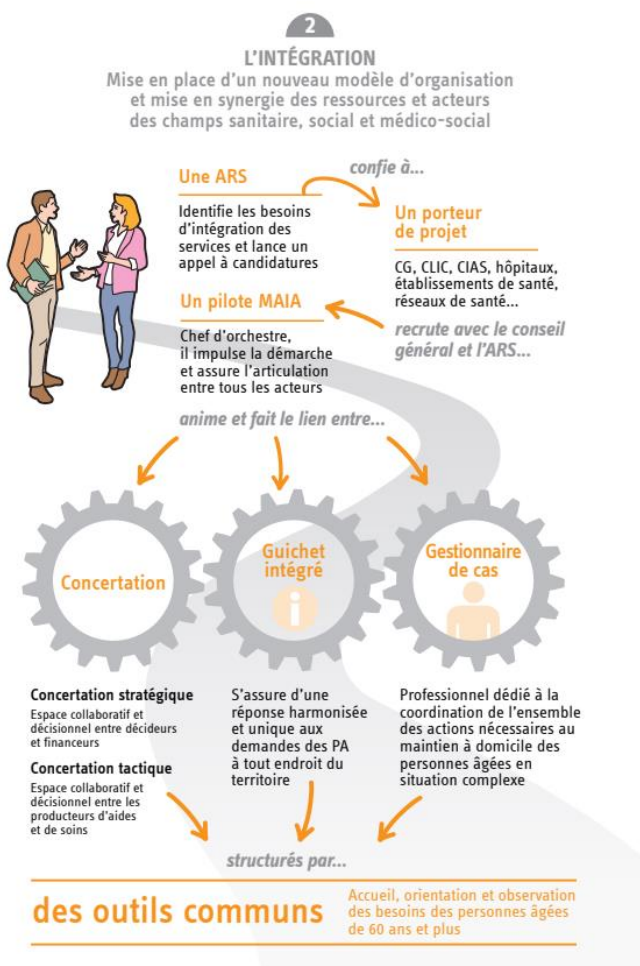 2
L'INTÉGRATION
Mise en place d'un nouveau modèle d'organisation
et mise en synergie des ressources et acteurs
des champs sanitaire, social et médico-social
confie à...
Une ARS
Identifie les besoins
d'intégration des
services et lance un
appel à candidatures
Un porteur
de projet
CG, CLIC, CIAS, hôpitaux,
établissements de santé,
réseaux de santé...
recrute avec le conseil
général et l'ARS...
Un pilote MAIA
Chef d'orchestre,
il impulse la démarche
et assure l'articulation
entre tous les acteurs
anime et fait le lien entre...
Concertation
Guichet
intégré
i
Gestionnaire
de cas
Concertation stratégique
Espace collaboratif et
décisionnel entre décideurs
et financeurs
Concertation tactique
Espace collaboratif et
décisionnel entre les
producteurs d'aides
et de soins
S'assure d'une
réponse harmonisée
et unique aux
demandes des PA
à tout endroit du
territoire
Professionnel dédié à la
coordination de l'ensemble
des actions nécessaires au
maintien à domicile des
personnes âgées en
situation complexe
structurés par...
des outils communs
Accueil, orientation et observation
des besoins des personnes âgées
de 60 ans et plus